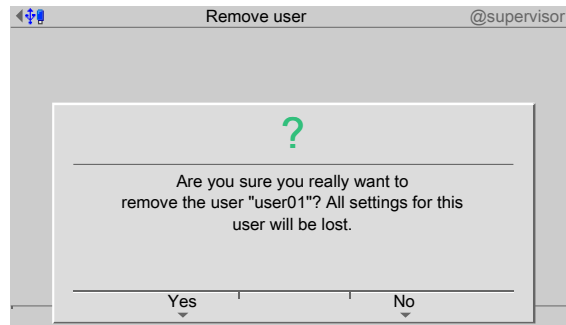 Remove user
@supervisor
?
Are you sure you really want to
remove the user "user01"? All settings for this
user will be lost.
Yes
No